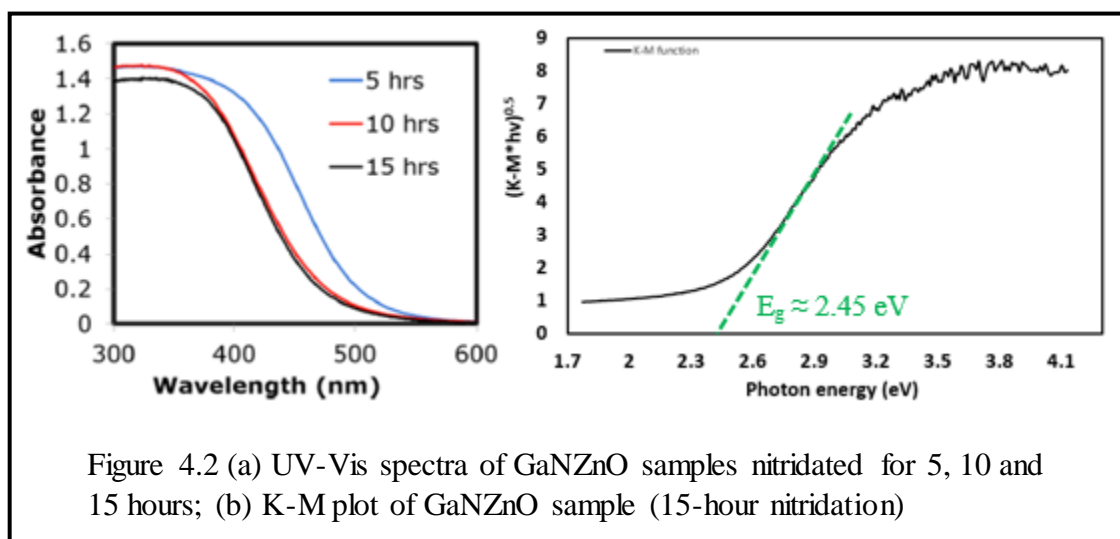 1.6
1.4
1.2
1
0.8
0.6
0.4
0.2
0
Absorbance
5 hrs
10 hrs
15 hrs
300 400 500 600
Wavelength (nm)
9
8
7
6
5
4
3
2
1
0
(K-M*hv)^0.5
K-M function
E_g ≈ 2.45 eV
1.7 2 2.3 2.6 2.9 3.2 3.5 3.8 4.1
Photon energy (eV)
Figure 4.2 (a) UV-Vis spectra of GaNZnO samples nitridated for 5, 10 and
15 hours; (b) K-M plot of GaNZnO sample (15-hour nitridation)